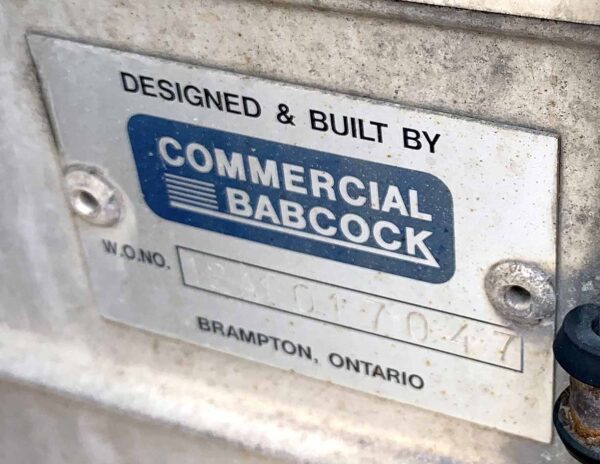 DESIGNED & BUILT BY
COMMERCIAL
BABCOCK
W.O.NO.
BRAMPTON, ONTARIO